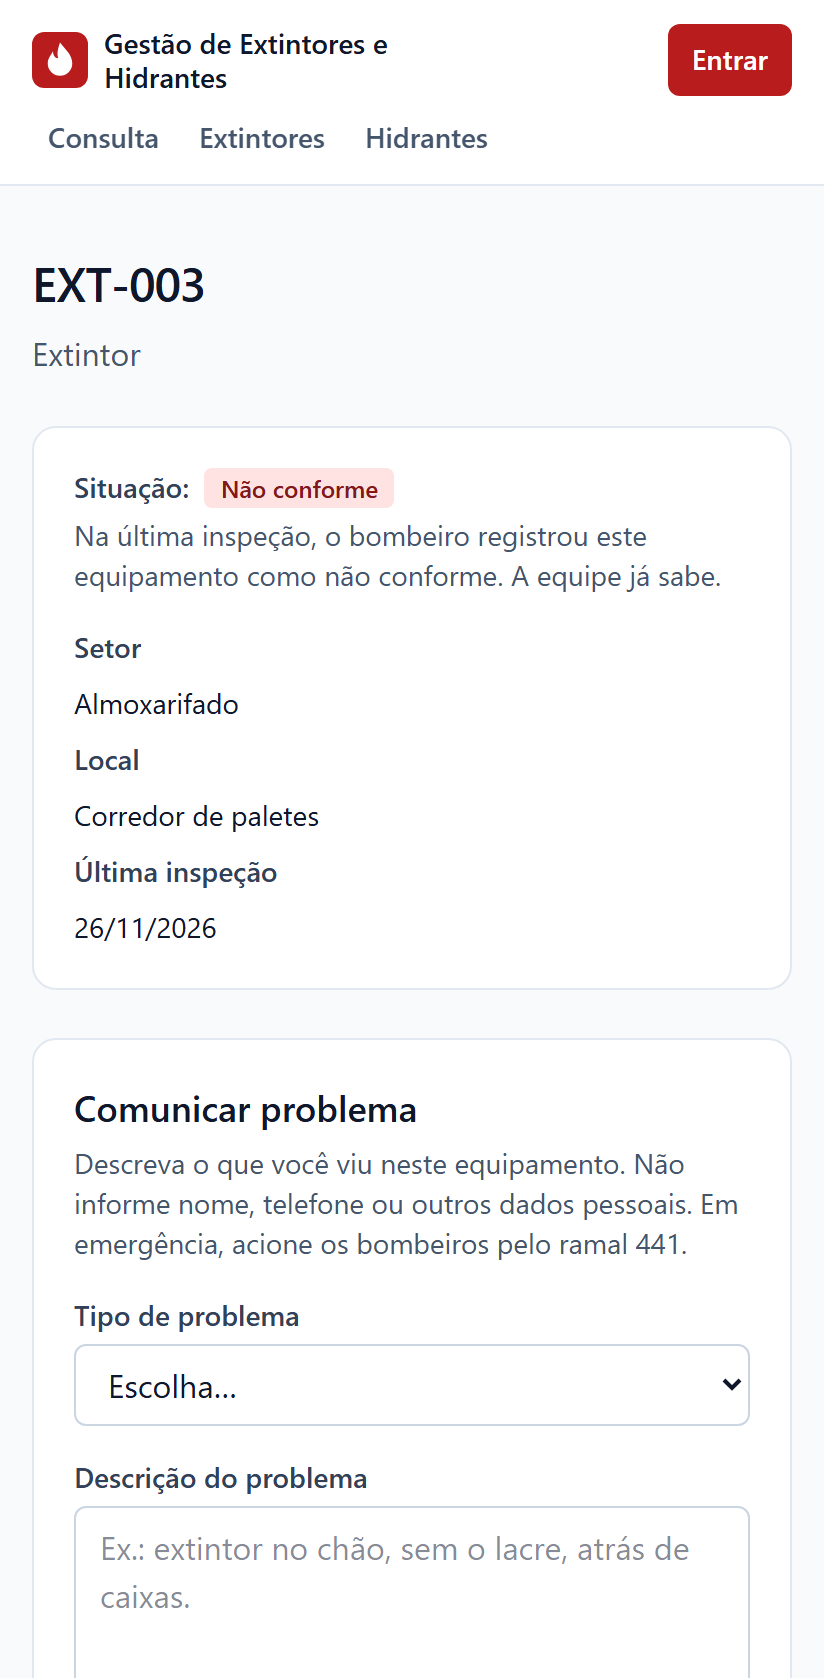 Gestão de Extintores e
Hidrantes
Entrar
Consulta Extintores Hidrantes
EXT-003
Extintor
Situação: Não conforme
Na última inspeção, o bombeiro registrou este
equipamento como não conforme. A equipe já sabe.
Setor
Almoxarifado
Local
Corredor de paletes
Última inspeção
26/11/2026
Comunicar problema
Descreva o que você viu neste equipamento. Não
informe nome, telefone ou outros dados pessoais. Em
emergência, acione os bombeiros pelo ramal 441.
Tipo de problema
Escolha...
Descrição do problema
Ex.: extintor no chão, sem o lacre, atrás de
caixas.